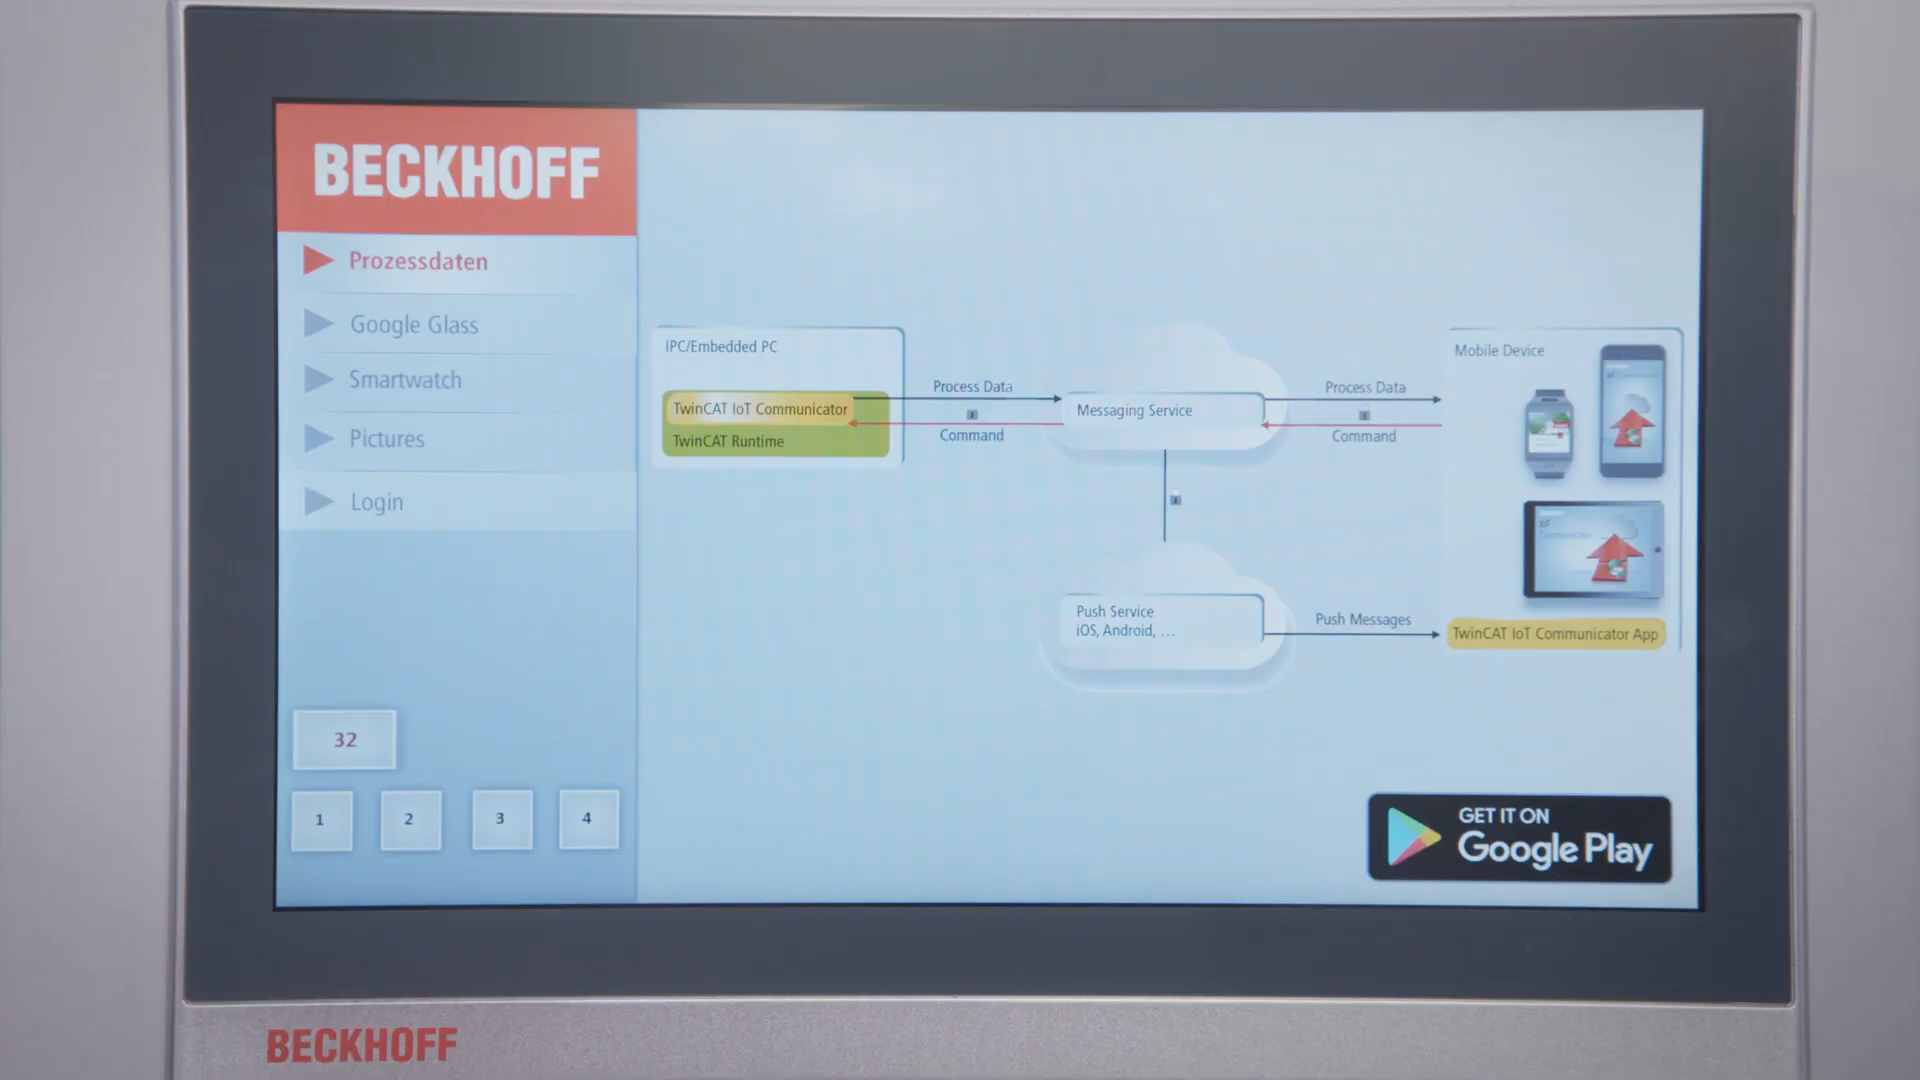 BECKHOFF
Prozessdaten
Google Glass
Smartwatch
Pictures
Login
32
1
2
3
4
IPC/Embedded PC
TwinCAT IoT Communicator
TwinCAT Runtime
Process Data
Command
Messaging Service
Process Data
Command
Mobile Device
Push Service
iOS, Android, ...
Push Messages
TwinCAT IoT Communicator App
GET IT ON
Google Play
BECKHOFF